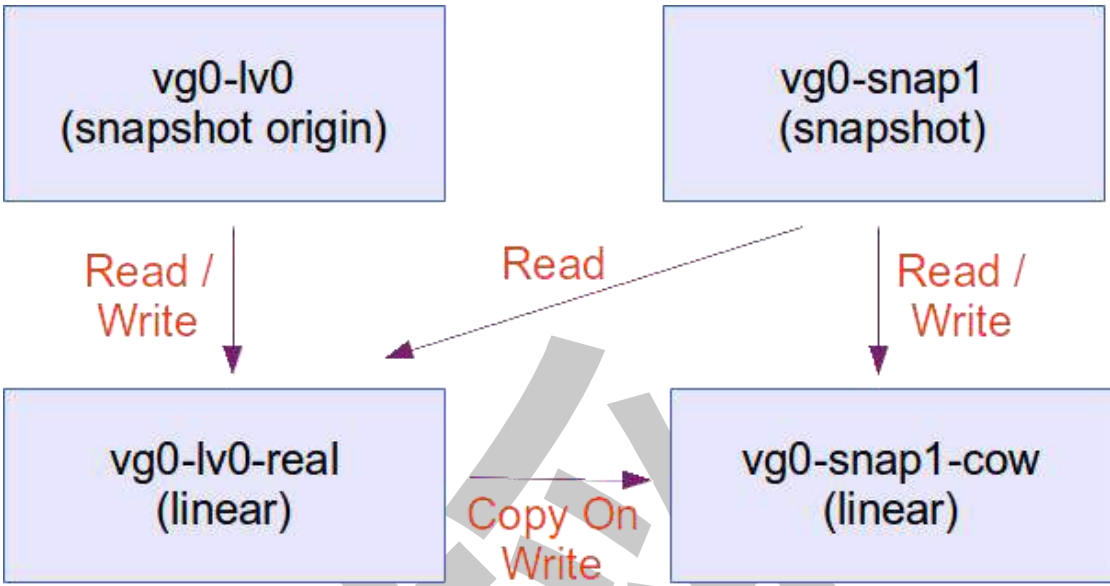 vg0-lv0
(snapshot origin)
vg0-snap1
(snapshot)
Read /
Write
Read
Read /
Write
vg0-lv0-real
(linear)
Copy On
Write
vg0-snap1-cow
(linear)